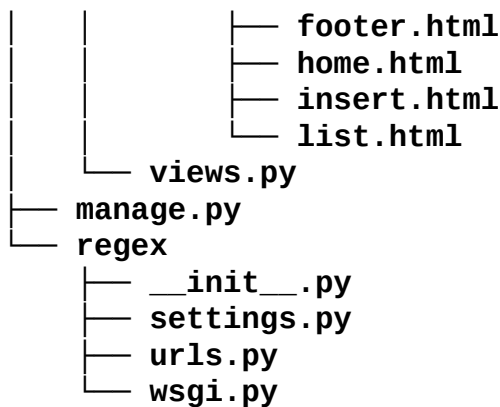 │   │       ├── footer.html
│   │       ├── home.html
│   │       ├── insert.html
│   │       └── list.html
│   └── views.py
├── manage.py
└── regex
    ├── __init__.py
    ├── settings.py
    ├── urls.py
    └── wsgi.py